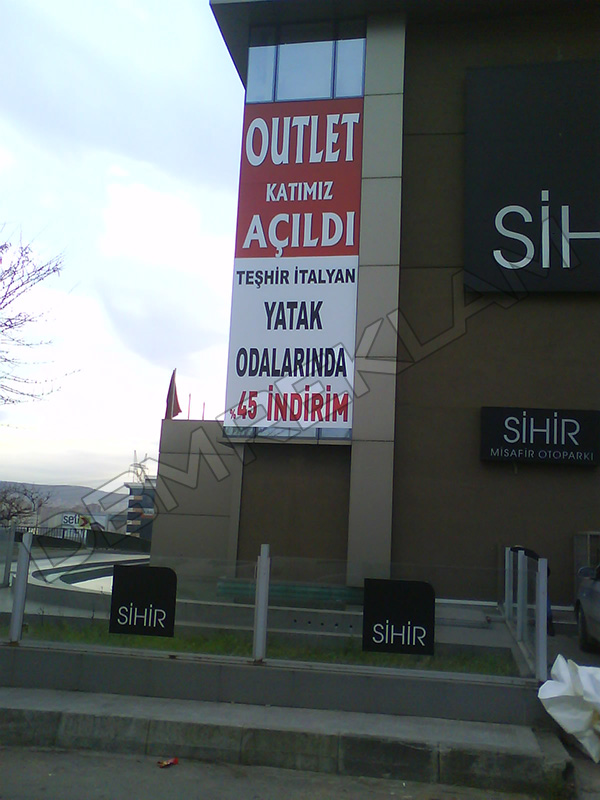 OUTLET
KATIMIZ
AÇILDI
TEŞHİR İTALYAN
YATAK
ODALARINDA
%45 İNDİRİM
SİH
SİHİR
MİSAFİR OTOPARKI
SİHİR
SİHİR
DEMREKLAM